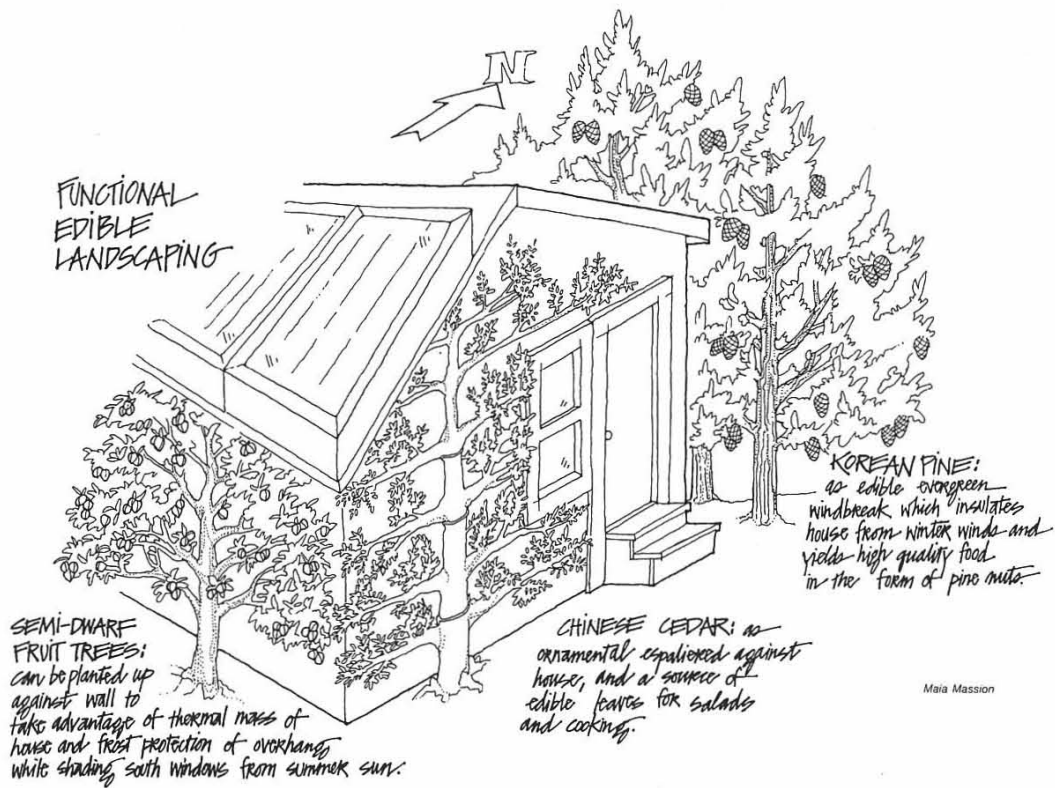 N
FUNCTIONAL
EDIBLE
LANDSCAPING
KOREAN PINE:
as edible evergreen
windbreak which insulates
house from winter winds and
yields high quality food
in the form of pine nuts.
SEMI-DWARF
FRUIT TREES:
can be planted up
against wall to
take advantage of thermal mass of
house and frost protection of overhang,
while shading south windows from summer sun.
CHINESE CEDAR: as
ornamental espaliered against
house, and a source of
edible leaves for salads
and cooking.
Maia Massion